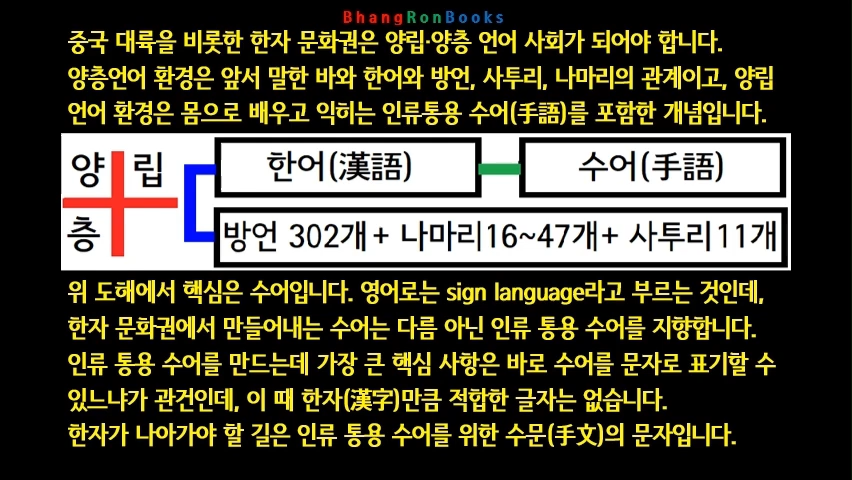 BhangRonBooks
중국 대륙을 비롯한 한자 문화권은 양립·양층 언어 사회가 되어야 합니다.
양층언어 환경은 앞서 말한 바와 한어와 방언, 사투리, 나마리의 관계이고, 양립
언어 환경은 몸으로 배우고 익히는 인류통용 수어(手語)를 포함한 개념입니다.
양 립
층
한어(漢語)
수어(手語)
방언 302개+ 나마리16~47개+ 사투리11개
위 도해에서 핵심은 수어입니다. 영어로는 sign language라고 부르는 것인데,
한자 문화권에서 만들어내는 수어는 다름 아닌 인류 통용 수어를 지향합니다.
인류 통용 수어를 만드는데 가장 큰 핵심 사항은 바로 수어를 문자로 표기할 수
있느냐가 관건인데, 이 때 한자(漢字)만큼 적합한 글자는 없습니다.
한자가 나아가야 할 길은 인류 통용 수어를 위한 수문(手文)의 문자입니다.